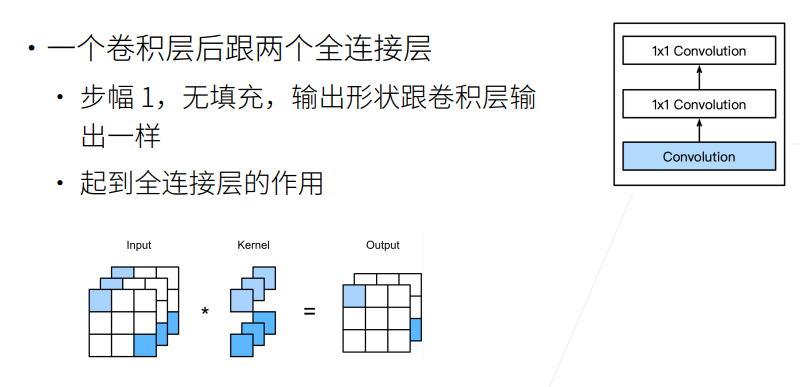 • 一个卷积层后跟两个全连接层
• 步幅 1，无填充，输出形状跟卷积层输
出一样
• 起到全连接层的作用
1x1 Convolution
1x1 Convolution
Convolution
Input
Kernel
Output
*
=